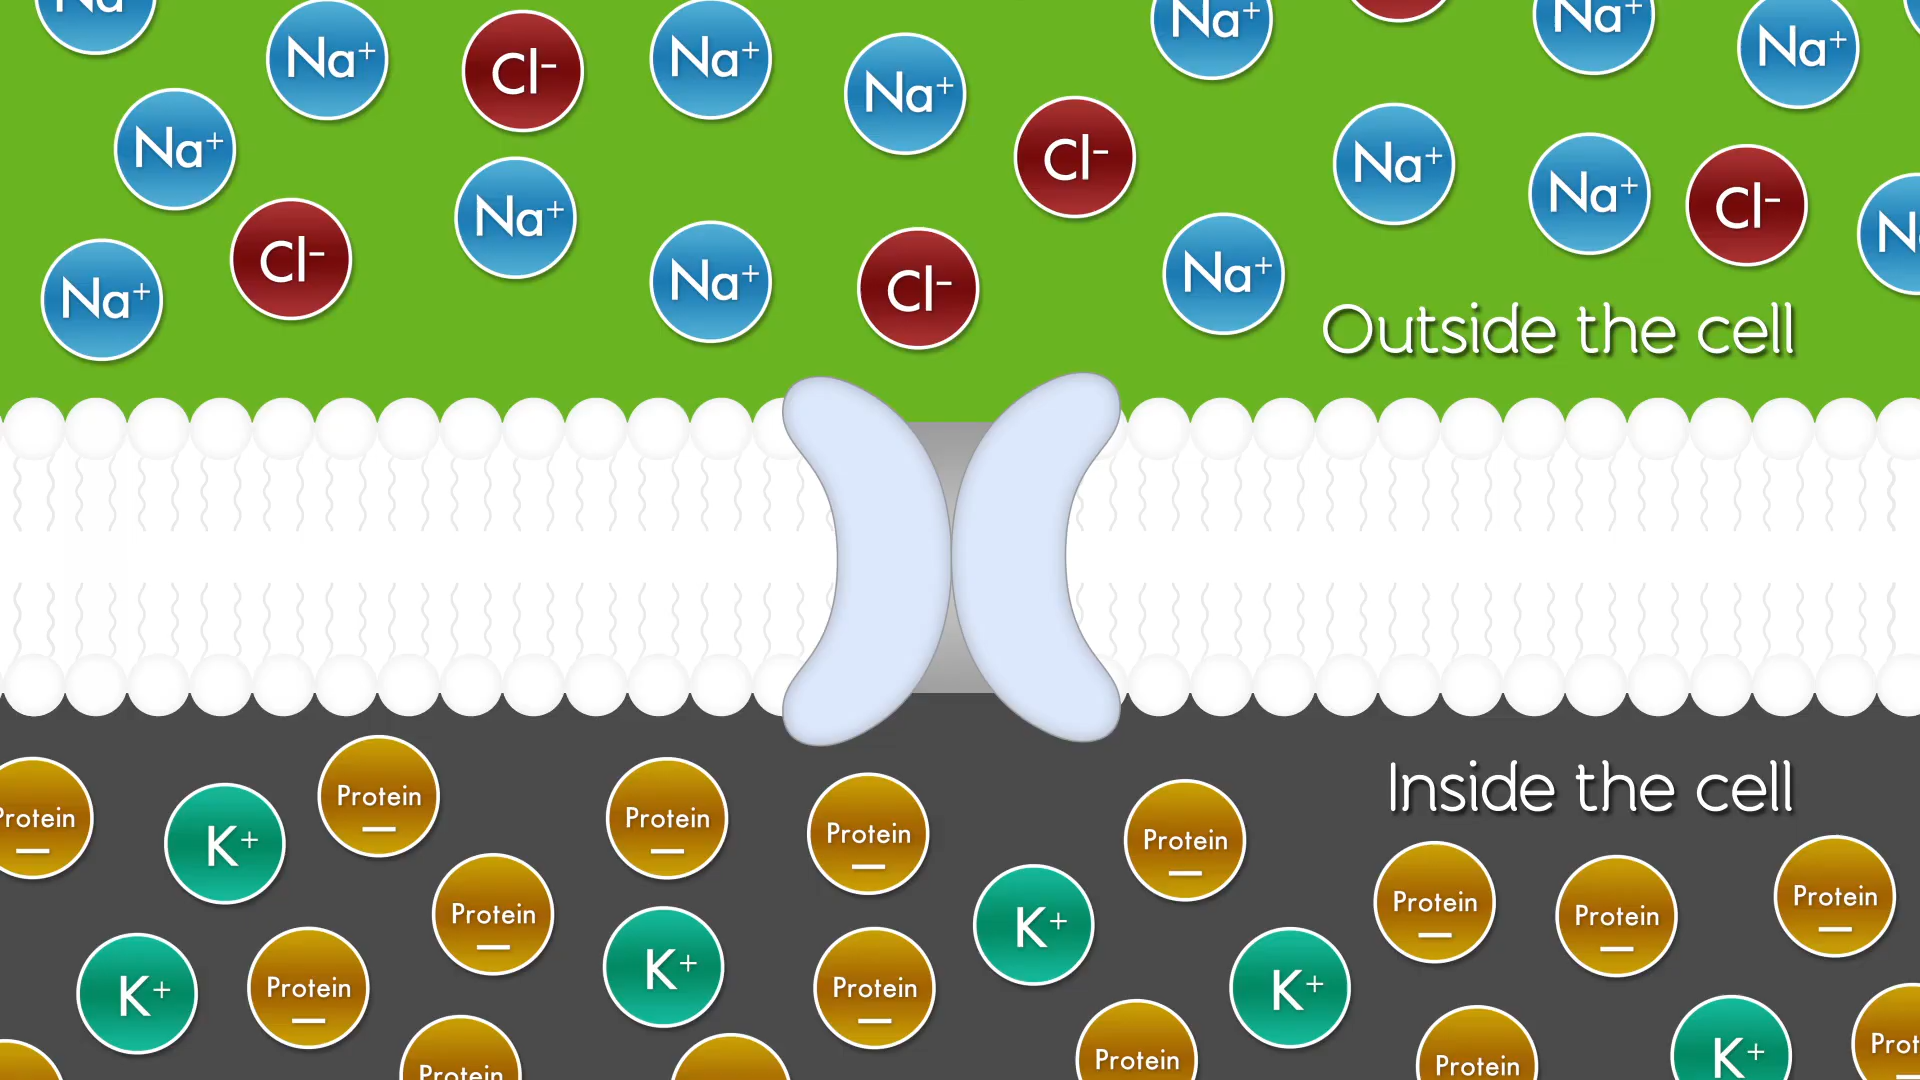 Na+
Na+
Cl−
Na+
Na+
Na+
Na+
Na+
Na+
Cl−
Na+
Na+
Cl−
Na+
Na+
Cl−
Na+
Cl−
Na+
Na+
Outside the cell
Inside the cell
Protein −
K+
Protein −
Protein −
Protein −
Protein −
Protein −
Protein −
Protein −
Protein −
K+
K+
K+
K+
Protein −
Protein −
Protein
Protein
Protein
K+